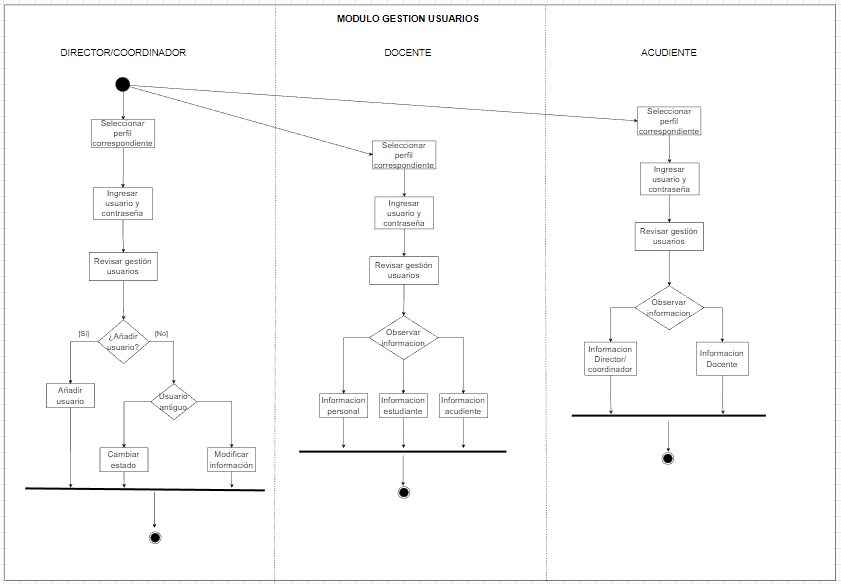 MODULO GESTION USUARIOS
DIRECTOR/COORDINADOR
DOCENTE
ACUDIENTE
Seleccionar
perfil
correspondiente
Ingresar
usuario y
contraseña
Revisar gestión
usuarios
[Sí]
¿Añadir
usuario?
[No]
Añadir
usuario
Usuario
antiguo
Cambiar
estado
Modificar
información
Seleccionar
perfil
correspondiente
Ingresar
usuario y
contraseña
Revisar gestión
usuarios
Observar
informacion
Informacion
personal
Informacion
estudiante
Informacion
acudiente
Seleccionar
perfil
correspondiente
Ingresar
usuario y
contraseña
Revisar gestión
usuarios
Observar
informacion
Informacion
Director/
coordinador
Informacion
Docente